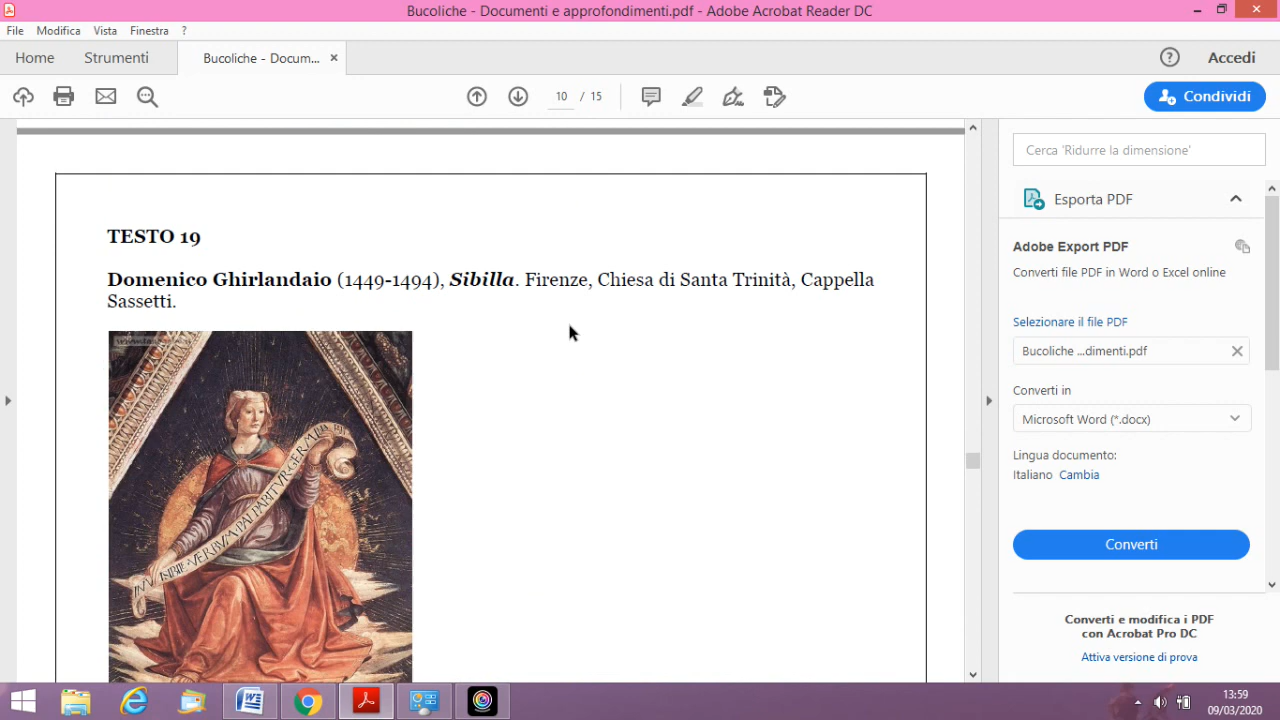 Bucoliche - Documenti e approfondimenti.pdf - Adobe Acrobat Reader DC
File Modifica Vista Finestra ?
Home Strumenti Bucoliche - Docum... × Accedi
10 / 15 Condividi
Cerca 'Ridurre la dimensione'
Esporta PDF
TESTO 19
Adobe Export PDF
Converti file PDF in Word o Excel online
Domenico Ghirlandaio (1449-1494), Sibilla. Firenze, Chiesa di Santa Trinità, Cappella
Sassetti.
Selezionare il file PDF
Bucoliche ...dimenti.pdf
Converti in
Microsoft Word (*.docx)
Lingua documento:
Italiano Cambia
Converti
Converti e modifica i PDF
con Acrobat Pro DC
Attiva versione di prova
13:59
09/03/2020